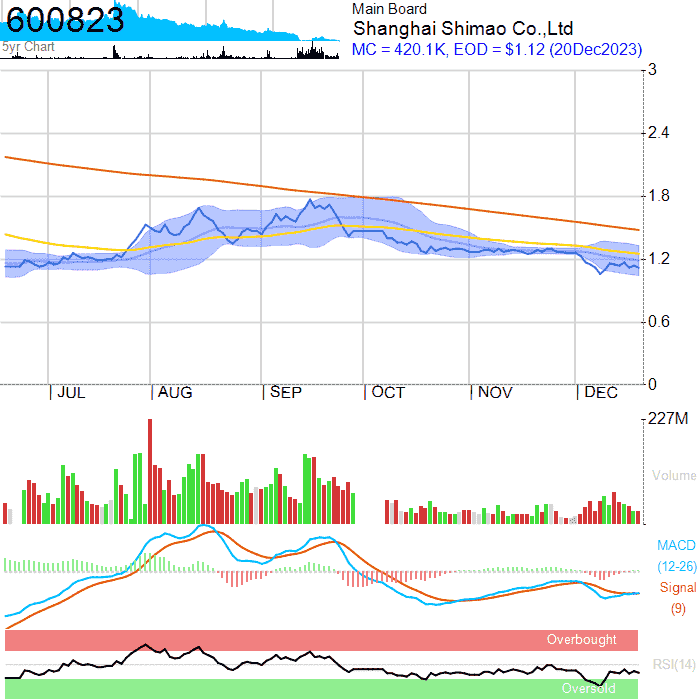 600823
5yr Chart
Main Board
Shanghai Shimao Co.,Ltd
MC = 420.1K, EOD = $1.12 (20Dec2023)
3
2.4
1.8
1.2
0.6
0
JUL AUG SEP OCT NOV DEC
227M
Volume
MACD
(12-26)
Signal
(9)
Overbought
RSI(14)
Oversold